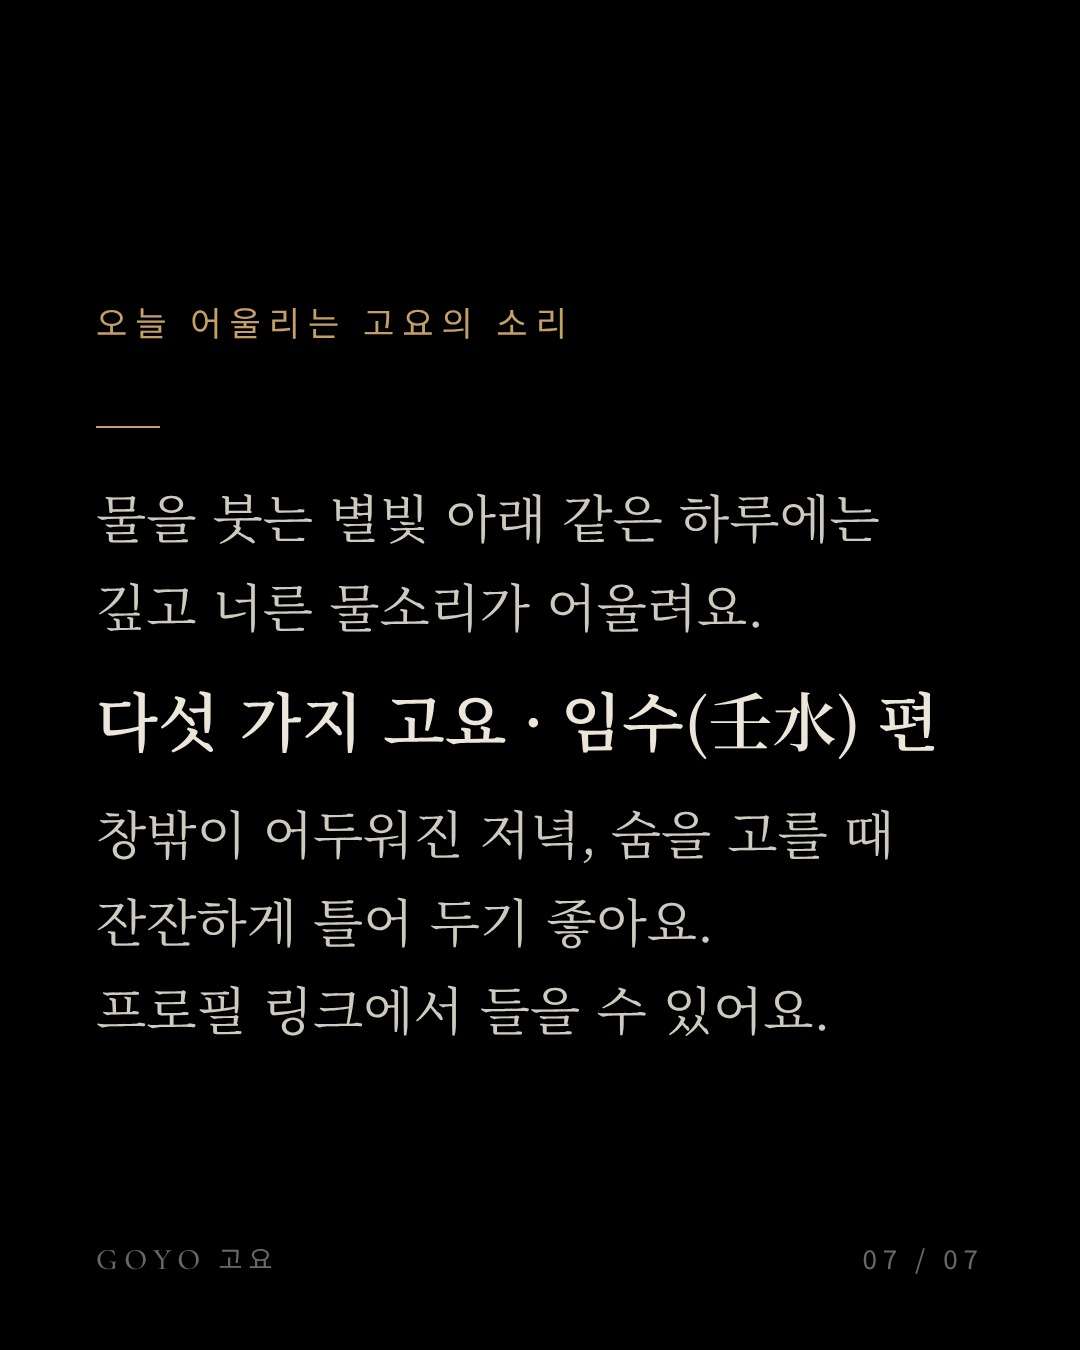 오늘 어울리는 고요의 소리
물을 붓는 별빛 아래 같은 하루에는
깊고 너른 물소리가 어울려요.
다섯 가지 고요 · 임수(壬水) 편
창밖이 어두워진 저녁, 숨을 고를 때
잔잔하게 틀어 두기 좋아요.
프로필 링크에서 들을 수 있어요.
GOYO 고요
07 / 07